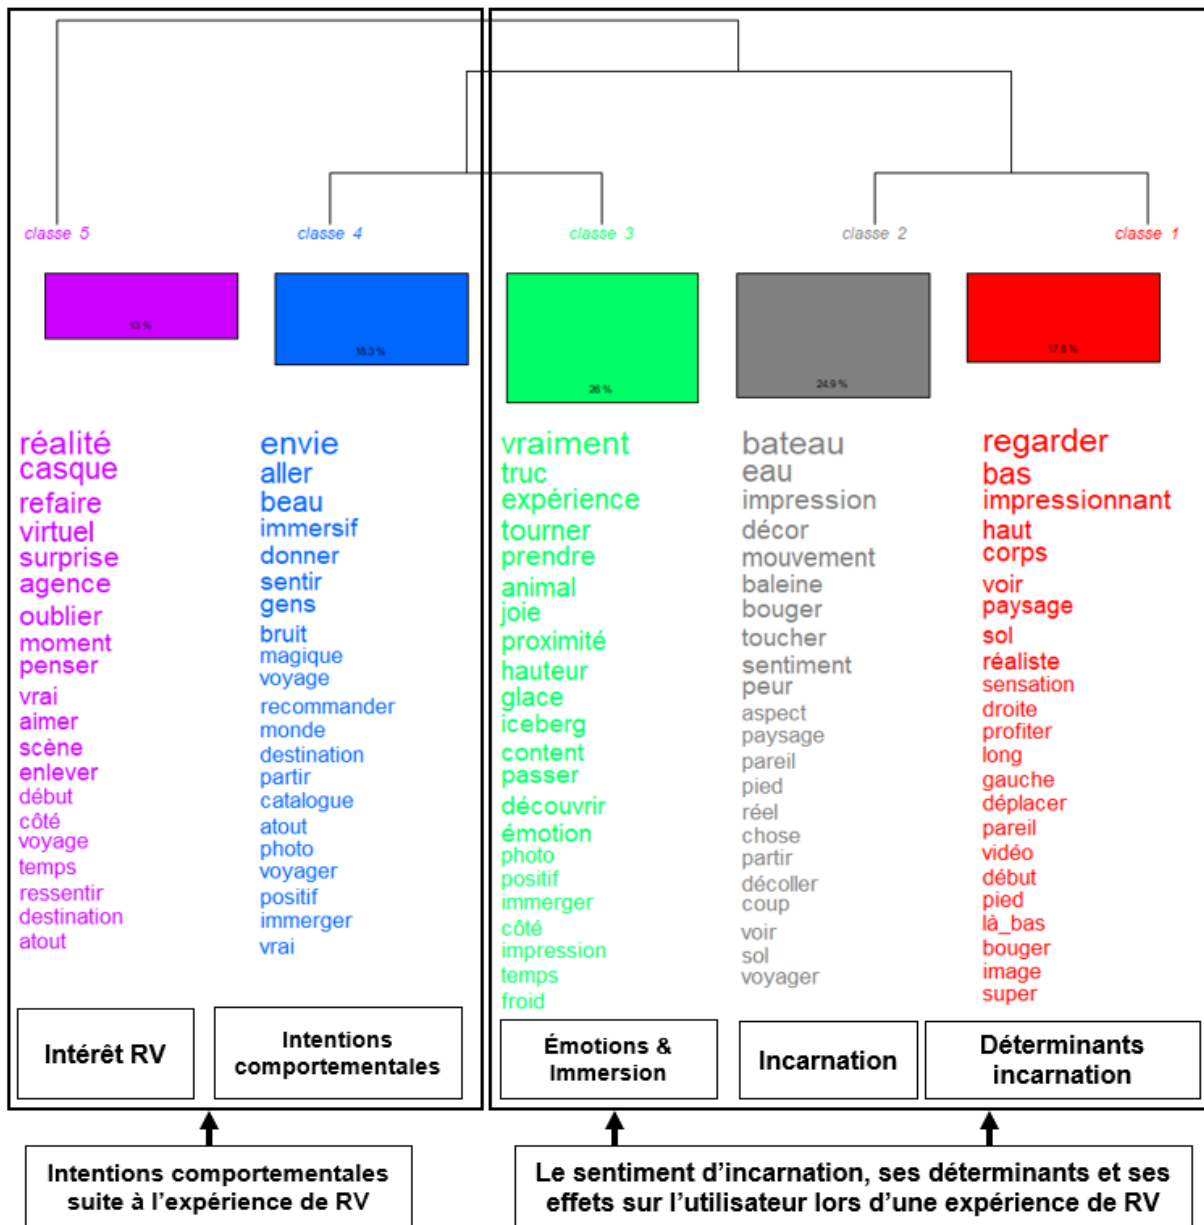 classe 5
classe 4
classe 3
classe 2
classe 1
13 %
18.3 %
26 %
24.9 %
17.8 %
réalité
casque
refaire
virtuel
surprise
agence
oublier
moment
penser
vrai
aimer
scène
enlever
début
côté
voyage
temps
ressentir
destination
atout
envie
aller
beau
immersif
donner
sentir
gens
bruit
magique
voyage
recommander
monde
destination
partir
catalogue
atout
photo
voyager
positif
immerger
vrai
vraiment
truc
expérience
tourner
prendre
animal
joie
proximité
hauteur
glace
iceberg
content
passer
découvrir
émotion
photo
positif
immerger
côté
impression
temps
froid
bateau
eau
impression
décor
mouvement
baleine
bouger
toucher
sentiment
peur
aspect
paysage
pareil
pied
réel
chose
partir
décoller
coup
voir
sol
voyager
regarder
bas
impressionnant
haut
corps
voir
paysage
sol
réaliste
sensation
droite
profiter
long
gauche
déplacer
pareil
vidéo
début
pied
là_bas
bouger
image
super
Intérêt RV
Intentions
comportementales
Émotions &
Immersion
Incarnation
Déterminants
incarnation
Intentions comportementales
suite à l'expérience de RV
Le sentiment d'incarnation, ses déterminants et ses
effets sur l'utilisateur lors d'une expérience de RV